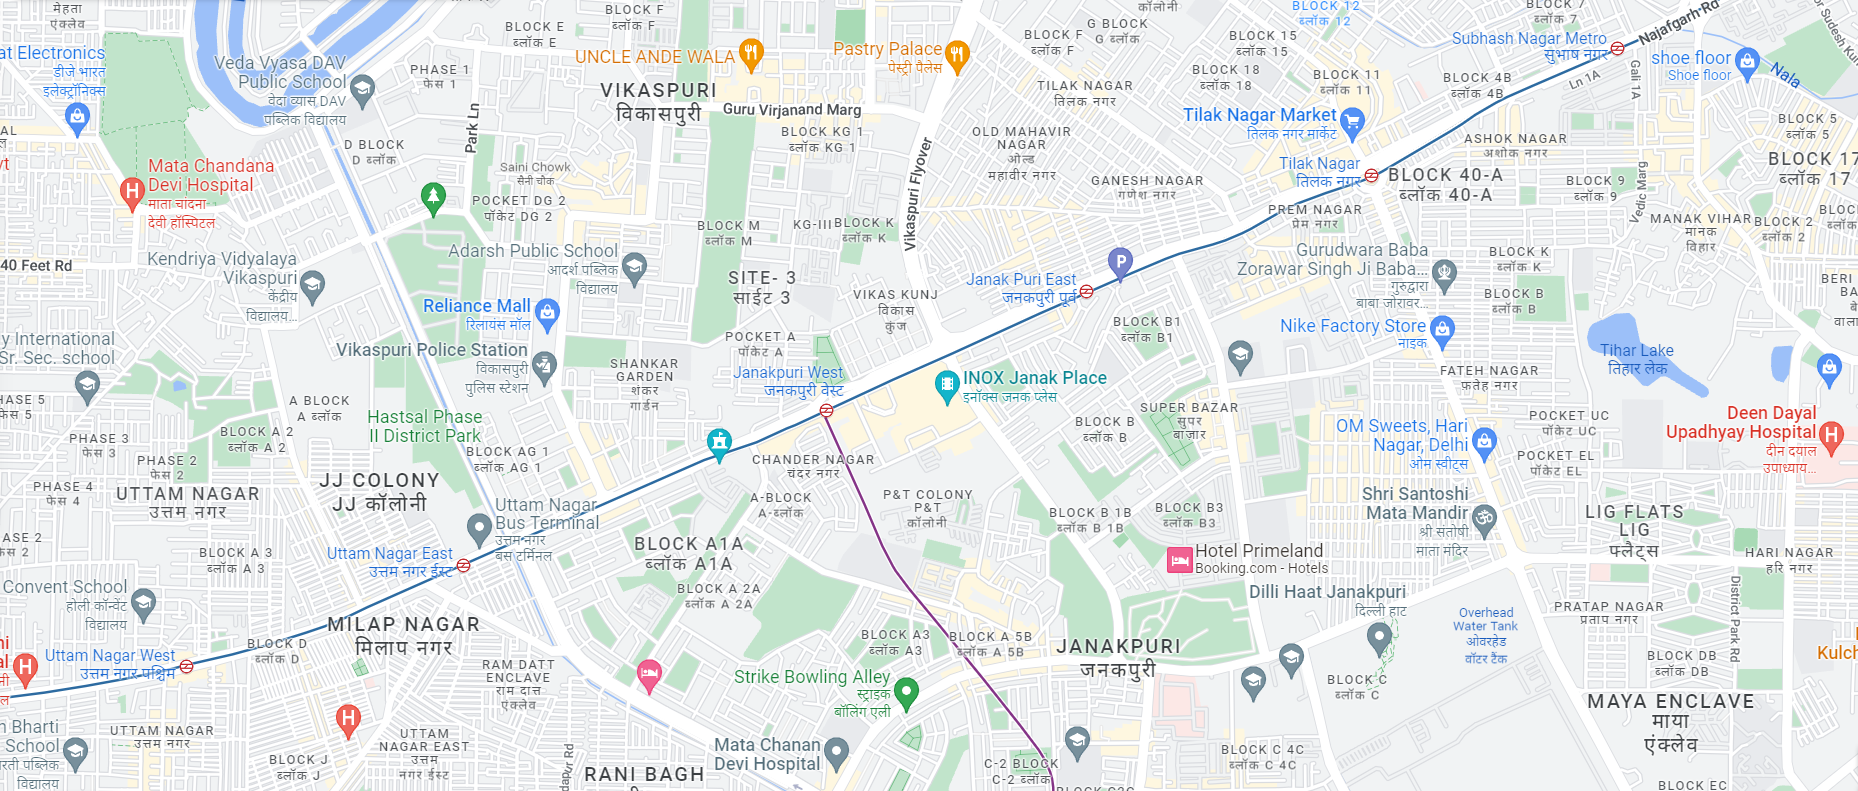 मेहता
एंक्लेव
BLOCK E
ब्लॉक E
BLOCK F
ब्लॉक F
कॉलोनी
G BLOCK
G ब्लॉक
BLOCK F
ब्लॉक F
BLOCK 12
ब्लॉक 12
BLOCK 7
ब्लॉक 7
Najafgarh Rd
at Electronics
डीजे भारत
इलेक्ट्रॉनिक्स
Veda Vyasa DAV
Public School
वेदा व्यास DAV
पब्लिक विद्यालय
PHASE 1
फेस 1
UNCLE ANDE WALA
Pastry Palace
पेस्ट्री पैलेस
BLOCK 15
ब्लॉक 15
BLOCK 18
ब्लॉक 18
BLOCK 11
ब्लॉक 11
Subhash Nagar Metro
सुभाष नगर
BLOCK 4B
ब्लॉक 4B
Ln 1A
Gali 1A
shoe floor
Shoe floor
Nala
VIKASPURI
विकासपुरी
Guru Virjanand Marg
TILAK NAGAR
तिलक नगर
Tilak Nagar Market
तिलक नगर मार्केट
BLOCK 5
ब्लॉक 5
Park Ln
D BLOCK
D ब्लॉक
BLOCK KG 1
ब्लॉक KG 1
Vikaspuri Flyover
OLD MAHAVIR
NAGAR
ओल्ड
महावीर नगर
ASHOK NAGAR
अशोक नगर
Tilak Nagar
तिलक नगर
BLOCK 40-A
ब्लॉक 40-A
BLOCK 17
ब्लॉक 17
Mata Chandana
Devi Hospital
माता चांदना
देवी हॉस्पिटल
Saini Chowk
सैनी चौक
POCKET DG 2
पॉकेट DG 2
GANESH NAGAR
गणेश नगर
BLOCK 9
ब्लॉक 9
Vedic Marg
PREM NAGAR
प्रेम नगर
MANAK VIHAR
मानक
विहार
BLOCK 2
ब्लॉक 2
BLOCK M
ब्लॉक M
KG-III
BLOCK K
ब्लॉक K
40 Feet Rd
Kendriya Vidyalaya
Vikaspuri
केंद्रीय
विद्यालय...
Adarsh Public School
आदर्श पब्लिक
विद्यालय
SITE- 3
साईट 3
Janak Puri East
जनकपुरी पूर्व
Gurudwara Baba
Zorawar Singh Ji Baba...
गुरुद्वारा
बाबा जोरावर...
BLOCK K
ब्लॉक K
BLOCK B
ब्लॉक B
Reliance Mall
रिलायंस मॉल
VIKAS KUNJ
विकास
कुंज
BLOCK B1
ब्लॉक B1
Nike Factory Store
नाइक
Tihar Lake
तिहार लेक
y International
Sr. Sec. school
Vikaspuri Police Station
विकासपुरी
पुलिस स्टेशन
POCKET A
पॉकेट A
SHANKAR
GARDEN
शंकर
गार्डन
Janakpuri West
जनकपुरी वेस्ट
INOX Janak Place
इनॉक्स जनक प्लेस
FATEH NAGAR
फ़तेह नगर
PHASE 5
फेस 5
A BLOCK
A ब्लॉक
Hastsal Phase
II District Park
SUPER BAZAR
सुपर
बाज़ार
BLOCK B
ब्लॉक B
POCKET UC
पॉकेट UC
OM Sweets, Hari
Nagar, Delhi
ओम स्वीट्स
Deen Dayal
Upadhyay Hospital
दीन दयाल
उपाध्याय...
PHASE 3
फेस 3
BLOCK A 2
ब्लॉक A 2
PHASE 2
फेस 2
BLOCK AG 1
ब्लॉक AG 1
CHANDER NAGAR
चंदर नगर
POCKET EL
पॉकेट EL
PHASE 4
फेस 4
UTTAM NAGAR
उत्तम नगर
JJ COLONY
JJ कॉलोनी
Uttam Nagar
Bus Terminal
उत्तम नगर
बस टर्मिनल
A-BLOCK
A-ब्लॉक
P&T COLONY
P&T
कॉलोनी
BLOCK B 1B
ब्लॉक B 1B
BLOCK B3
ब्लॉक B3
Shri Santoshi
Mata Mandir
श्री संतोषी
माता मंदिर
LIG FLATS
LIG
फ्लैट्स
BLOCK A 3
ब्लॉक A 3
Uttam Nagar East
उत्तम नगर ईस्ट
BLOCK A1A
ब्लॉक A1A
Hotel Primeland
Booking.com - Hotels
HARI NAGAR
हरि नगर
Convent School
होली कॉन्वेंट
विद्यालय
BLOCK A 2A
ब्लॉक A 2A
Dilli Haat Janakpuri
दिल्ली हाट
Overhead
Water Tank
ओवरहेड
वॉटर टैंक
PRATAP NAGAR
प्रताप नगर
District Park Rd
MILAP NAGAR
मिलाप नगर
BLOCK D
ब्लॉक D
BLOCK A3
ब्लॉक A3
BLOCK A 5B
ब्लॉक A 5B
JANAKPURI
जनकपुरी
Uttam Nagar West
उत्तम नगर पश्चिम
RAM DATT
ENCLAVE
राम दात्त
एंक्लेव
Strike Bowling Alley
स्ट्राइक
बॉलिंग एली
BLOCK C
ब्लॉक C
BLOCK DB
ब्लॉक DB
MAYA ENCLAVE
माया
एंक्लेव
UTTAM NAGAR
उत्तम नगर
UTTAM
NAGAR EAST
उत्तम
नगर ईस्ट
Mata Chanan
Devi Hospital
BLOCK C 4C
ब्लॉक C 4C
BLOCK J
ब्लॉक J
RANI BAGH
C-2 BLOCK
C-2 ब्लॉक
BLOCK EC
n Bharti
School
विद्यालय